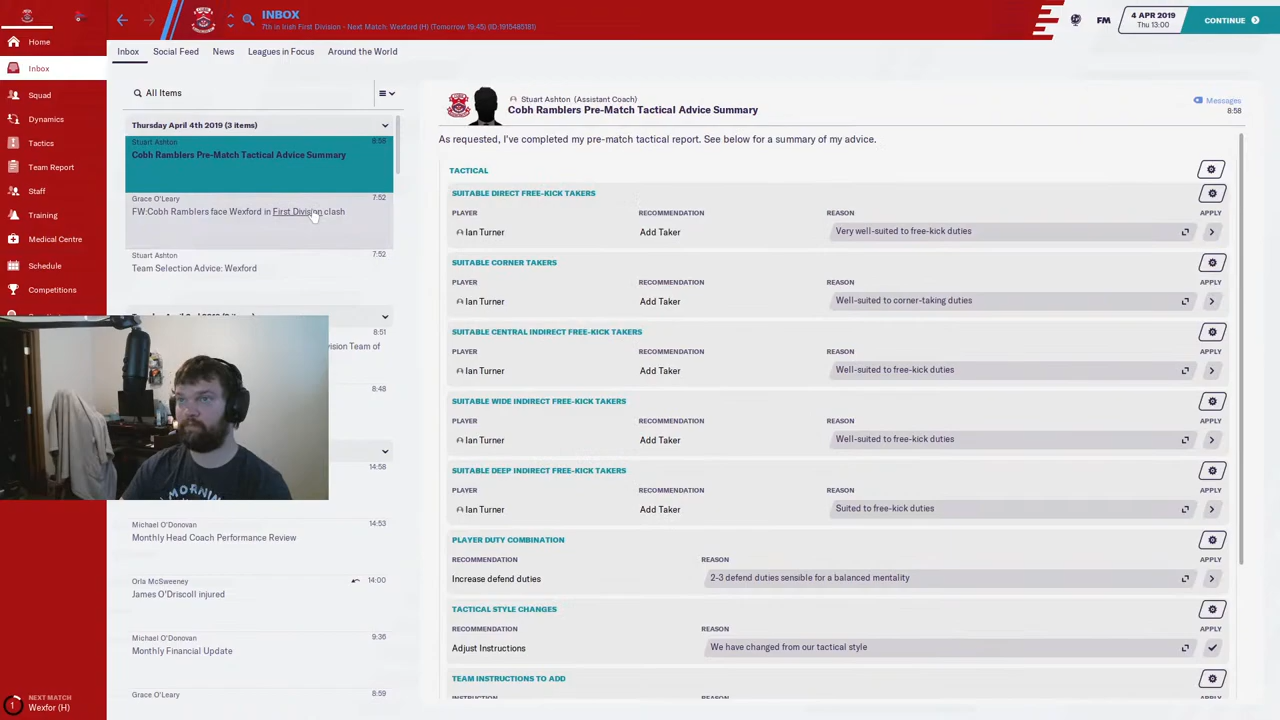 INBOX
7th in Irish First Division - Next Match: Wexford (H) (Tomorrow 19:45) (ID:1915485181)
FM
4 APR 2019
Thu 13:00
CONTINUE
Home
Inbox
Squad
Dynamics
Tactics
Team Report
Staff
Training
Medical Centre
Schedule
Competitions
1
NEXT MATCH
Wexfor (H)
Inbox
Social Feed
News
Leagues in Focus
Around the World
All Items
Thursday April 4th 2019 (3 items)
Stuart Ashton
8:58
Cobh Ramblers Pre-Match Tactical Advice Summary
Grace O'Leary
7:52
FW:Cobh Ramblers face Wexford in First Division clash
Stuart Ashton
7:52
Team Selection Advice: Wexford
8:51
vision Team of
8:48
14:58
Michael O'Donovan
14:53
Monthly Head Coach Performance Review
Orla McSweeney
14:00
James O'Driscoll injured
Michael O'Donovan
9:36
Monthly Financial Update
Grace O'Leary
8:59
Stuart Ashton (Assistant Coach)
Cobh Ramblers Pre-Match Tactical Advice Summary
Messages
8:58
As requested, I've completed my pre-match tactical report. See below for a summary of my advice.
TACTICAL
SUITABLE DIRECT FREE-KICK TAKERS
PLAYER RECOMMENDATION REASON APPLY
Ian Turner Add Taker Very well-suited to free-kick duties
SUITABLE CORNER TAKERS
PLAYER RECOMMENDATION REASON APPLY
Ian Turner Add Taker Well-suited to corner-taking duties
SUITABLE CENTRAL INDIRECT FREE-KICK TAKERS
PLAYER RECOMMENDATION REASON APPLY
Ian Turner Add Taker Well-suited to free-kick duties
SUITABLE WIDE INDIRECT FREE-KICK TAKERS
PLAYER RECOMMENDATION REASON APPLY
Ian Turner Add Taker Well-suited to free-kick duties
SUITABLE DEEP INDIRECT FREE-KICK TAKERS
PLAYER RECOMMENDATION REASON APPLY
Ian Turner Add Taker Suited to free-kick duties
PLAYER DUTY COMBINATION
RECOMMENDATION REASON APPLY
Increase defend duties 2-3 defend duties sensible for a balanced mentality
TACTICAL STYLE CHANGES
RECOMMENDATION REASON APPLY
Adjust Instructions We have changed from our tactical style
TEAM INSTRUCTIONS TO ADD
INSTRUCTION REASON APPLY